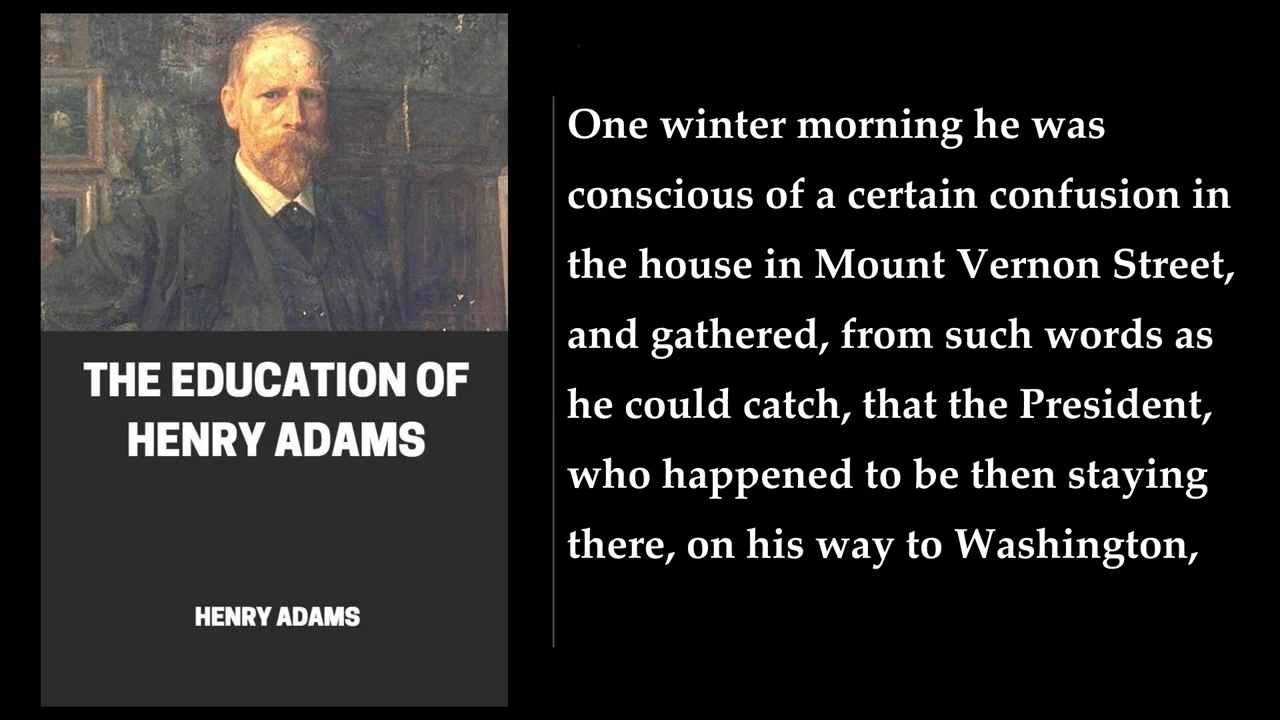 THE EDUCATION OF
HENRY ADAMS
HENRY ADAMS
One winter morning he was
conscious of a certain confusion in
the house in Mount Vernon Street,
and gathered, from such words as
he could catch, that the President,
who happened to be then staying
there, on his way to Washington,